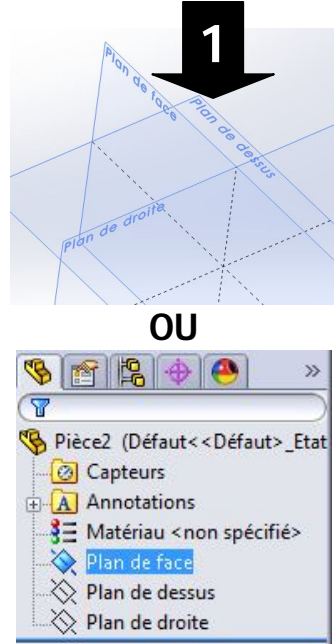 1
Plan de face
Plan de dessus
Plan de droite
OU
»
Pièce2 (Défaut<<Défaut>_Etat
Capteurs
A Annotations
Matériau <non spécifié>
Plan de face
Plan de dessus
Plan de droite